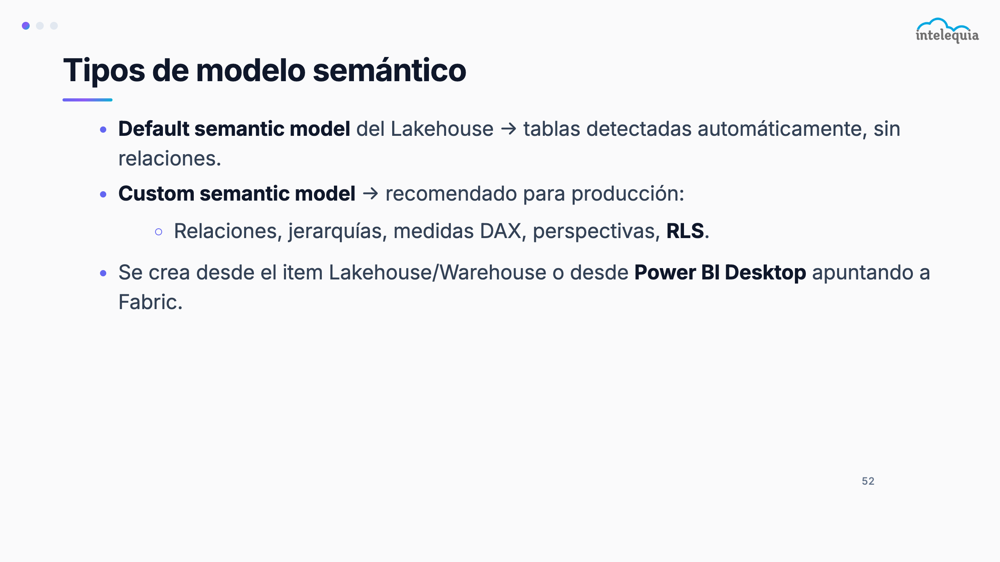 intelequia
Tipos de modelo semántico
• Default semantic model del Lakehouse → tablas detectadas automáticamente, sin
relaciones.
• Custom semantic model → recomendado para producción:
◦ Relaciones, jerarquías, medidas DAX, perspectivas, RLS.
• Se crea desde el item Lakehouse/Warehouse o desde Power BI Desktop apuntando a
Fabric.
52